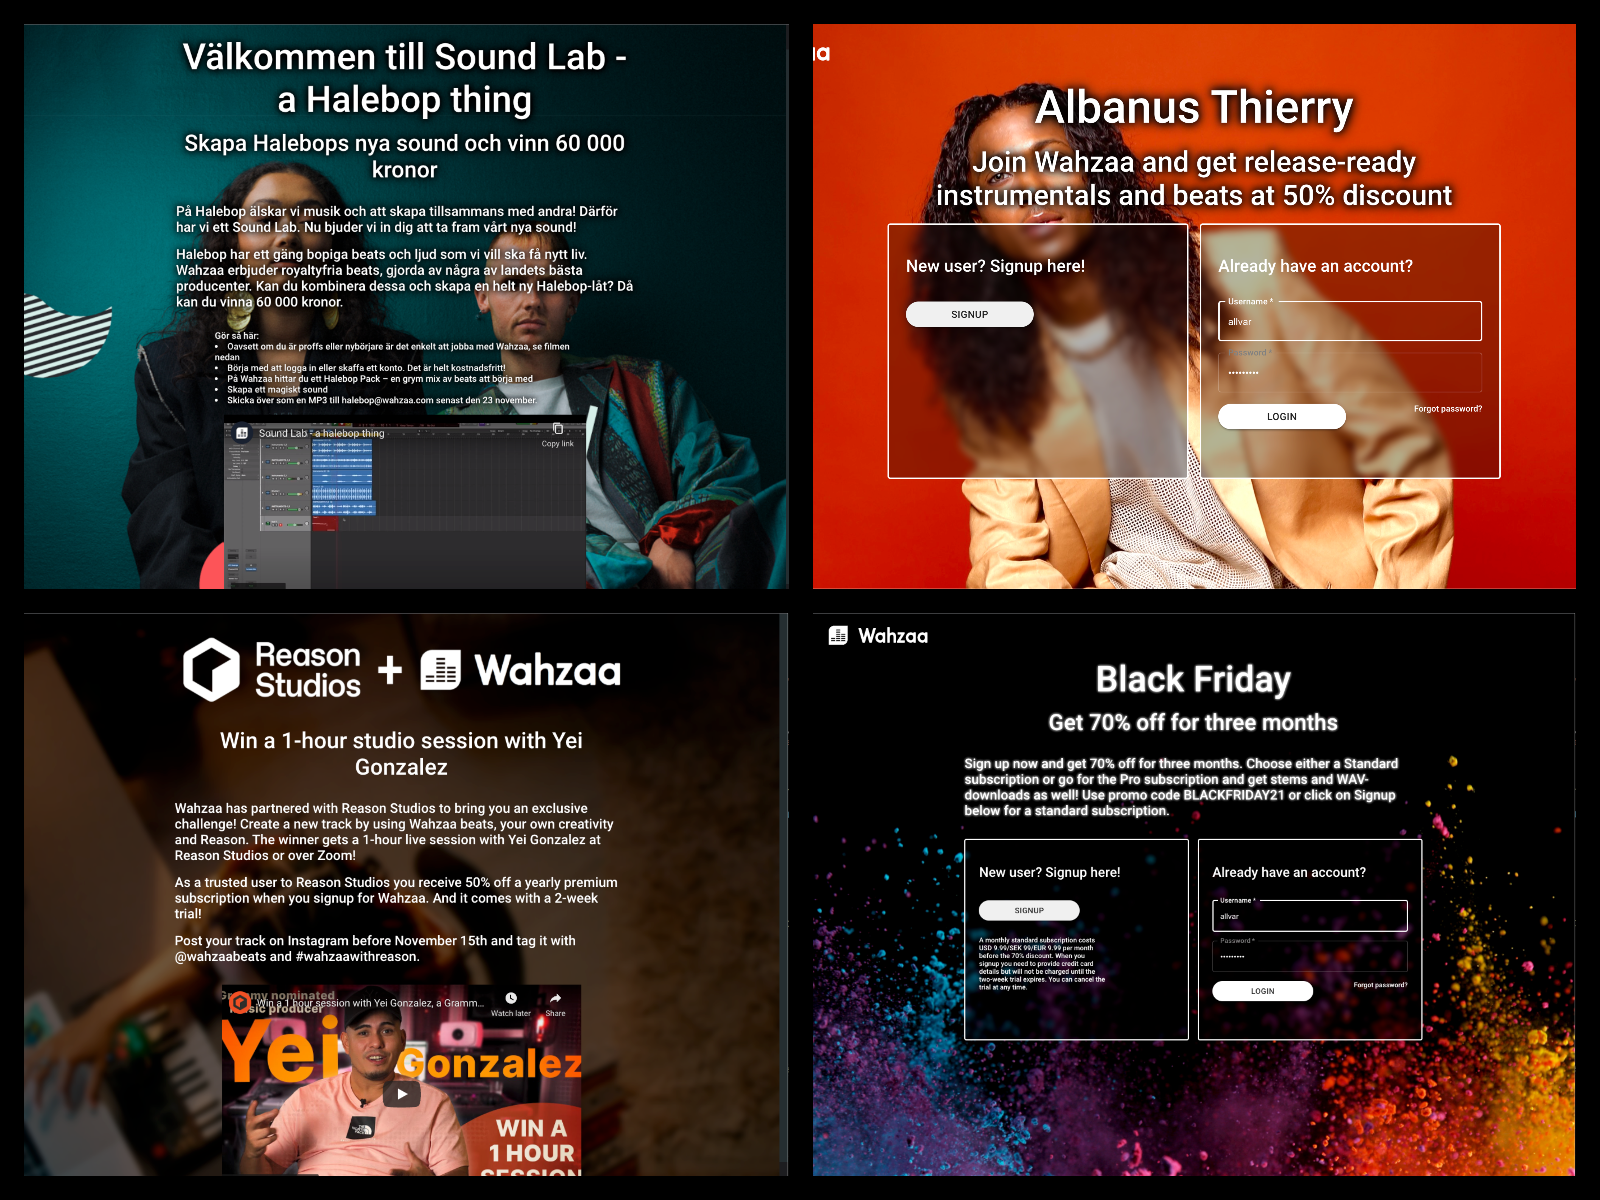 Välkommen till Sound Lab -
a Halebop thing
Skapa Halebops nya sound och vinn 60 000
kronor
På Halebop älskar vi musik och att skapa tillsammans med andra! Därför
har vi ett Sound Lab. Nu bjuder vi in dig att ta fram vårt nya sound!
Halebop har ett gäng bopiga beats och ljud som vi vill ska få nytt liv.
Wahzaa erbjuder royaltyfria beats, gjorda av några av landets bästa
producenter. Kan du kombinera dessa och skapa en helt ny Halebop-låt? Då
kan du vinna 60 000 kronor.
Gör så här:
• Oavsett om du är proffs eller nybörjare är det enkelt att jobba med Wahzaa, se filmen
nedan
• Börja med att logga in eller skaffa ett konto. Det är helt kostnadsfritt!
• På Wahzaa hittar du ett Halebop Pack – en grym mix av beats att börja med
• Skapa ett magiskt sound
• Skicka över som en MP3 till halebop@wahzaa.com senast den 23 november.
Sound Lab - a halebop thing
Copy link
aa
Albanus Thierry
Join Wahzaa and get release-ready
instrumentals and beats at 50% discount
New user? Signup here!
SIGNUP
Already have an account?
Username *
allvar
Password *
•••••••••
LOGIN
Forgot password?
Reason
Studios
+
Wahzaa
Win a 1-hour studio session with Yei
Gonzalez
Wahzaa has partnered with Reason Studios to bring you an exclusive
challenge! Create a new track by using Wahzaa beats, your own creativity
and Reason. The winner gets a 1-hour live session with Yei Gonzalez at
Reason Studios or over Zoom!
As a trusted user to Reason Studios you receive 50% off a yearly premium
subscription when you signup for Wahzaa. And it comes with a 2-week
trial!
Post your track on Instagram before November 15th and tag it with
@wahzaabeats and #wahzaawithreason.
nominated
Win a 1 hour session with Yei Gonzalez, a Gramm...
producer
Watch later
Share
Yei
Gonzalez
WIN A
1 HOUR
SESSION
Wahzaa
Black Friday
Get 70% off for three months
Sign up now and get 70% off for three months. Choose either a Standard
subscription or go for the Pro subscription and get stems and WAV-
downloads as well! Use promo code BLACKFRIDAY21 or click on Signup
below for a standard subscription.
New user? Signup here!
SIGNUP
A monthly standard subscription costs
USD 9.99/SEK 99/EUR 9.99 per month
before the 70% discount. When you
signup you need to provide credit card
details but will not be charged until the
two-week trial expires. You can cancel the
trial at any time.
Already have an account?
Username *
allvar
Password *
•••••••••
LOGIN
Forgot password?